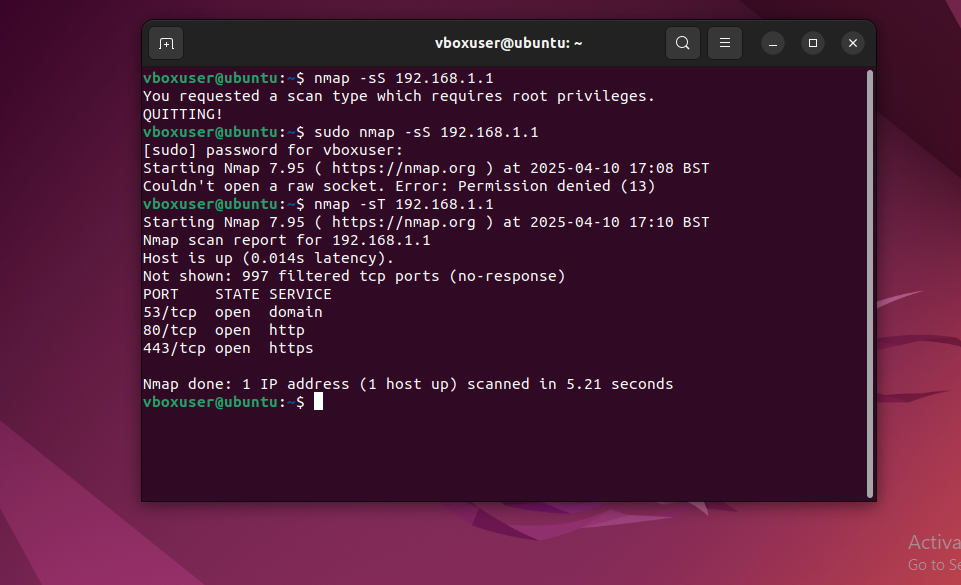 vboxuser@ubuntu: ~
vboxuser@ubuntu:~$ nmap -sS 192.168.1.1
You requested a scan type which requires root privileges.
QUITTING!
vboxuser@ubuntu:~$ sudo nmap -sS 192.168.1.1
[sudo] password for vboxuser:
Starting Nmap 7.95 ( https://nmap.org ) at 2025-04-10 17:08 BST
Couldn't open a raw socket. Error: Permission denied (13)
vboxuser@ubuntu:~$ nmap -sT 192.168.1.1
Starting Nmap 7.95 ( https://nmap.org ) at 2025-04-10 17:10 BST
Nmap scan report for 192.168.1.1
Host is up (0.014s latency).
Not shown: 997 filtered tcp ports (no-response)
PORT    STATE SERVICE
53/tcp  open  domain
80/tcp  open  http
443/tcp open  https
Nmap done: 1 IP address (1 host up) scanned in 5.21 seconds
vboxuser@ubuntu:~$
Activa
Go to Se